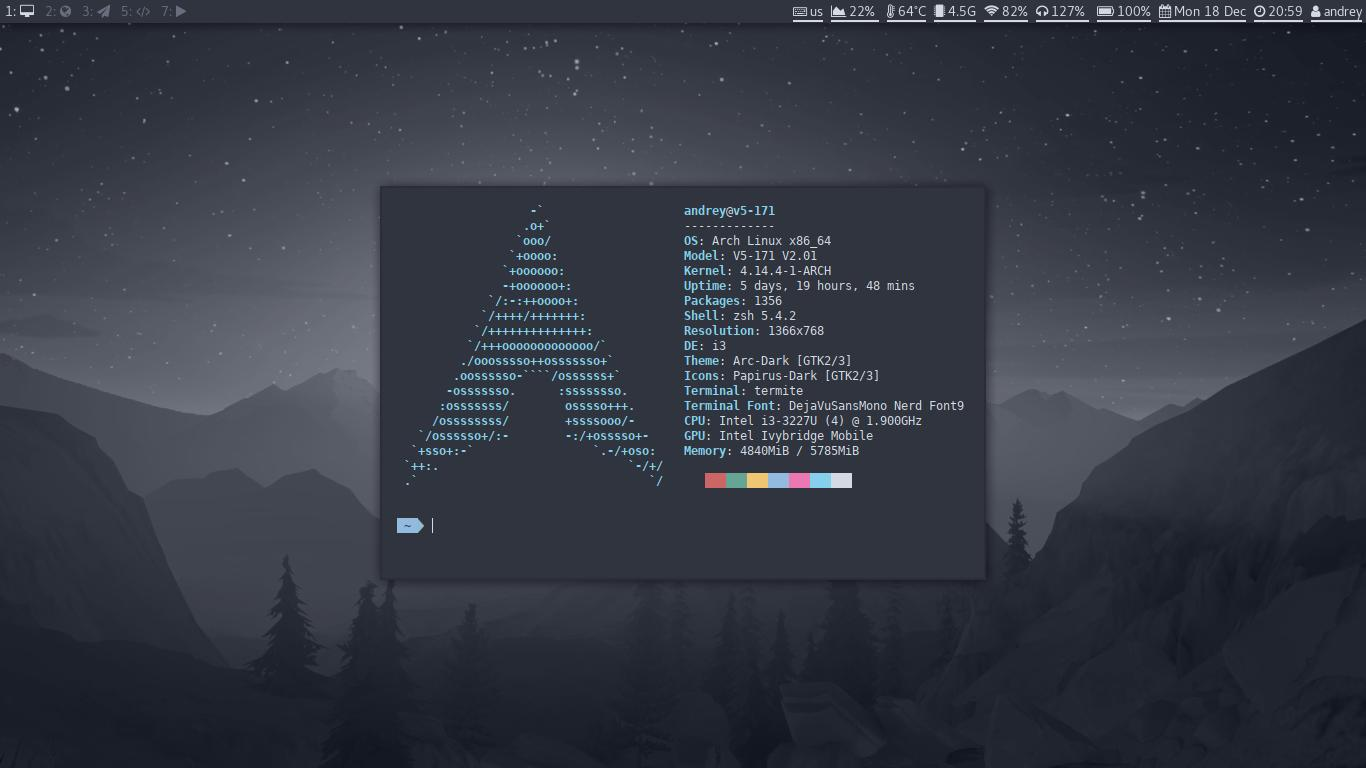 1: 2: 3: 5: 7: us 22% 64°C 4.5G 82% 127% 100% Mon 18 Dec 20:59 andrey
-`
.o+`
`ooo/
`+oooo:
`+oooooo:
-+oooooo+:
`/:-:++oooo+:
`/++++/+++++++:
`/++++++++++++++:
`/+++ooooooooooooo/`
./ooosssso++osssssso+`
.oossssso-````/ossssss+`
-osssssso. :ssssssso.
:osssssss/ osssso+++.
/ossssssss/ +ssssooo/-
`/ossssso+/:- -:/+osssso+-
`+sso+:-` `.-/+oso:
`++:. `-/+/
.` `/
andrey@v5-171
-------------
OS: Arch Linux x86_64
Model: V5-171 V2.01
Kernel: 4.14.4-1-ARCH
Uptime: 5 days, 19 hours, 48 mins
Packages: 1356
Shell: zsh 5.4.2
Resolution: 1366x768
DE: i3
Theme: Arc-Dark [GTK2/3]
Icons: Papirus-Dark [GTK2/3]
Terminal: termite
Terminal Font: DejaVuSansMono Nerd Font9
CPU: Intel i3-3227U (4) @ 1.900GHz
GPU: Intel Ivybridge Mobile
Memory: 4840MiB / 5785MiB
~